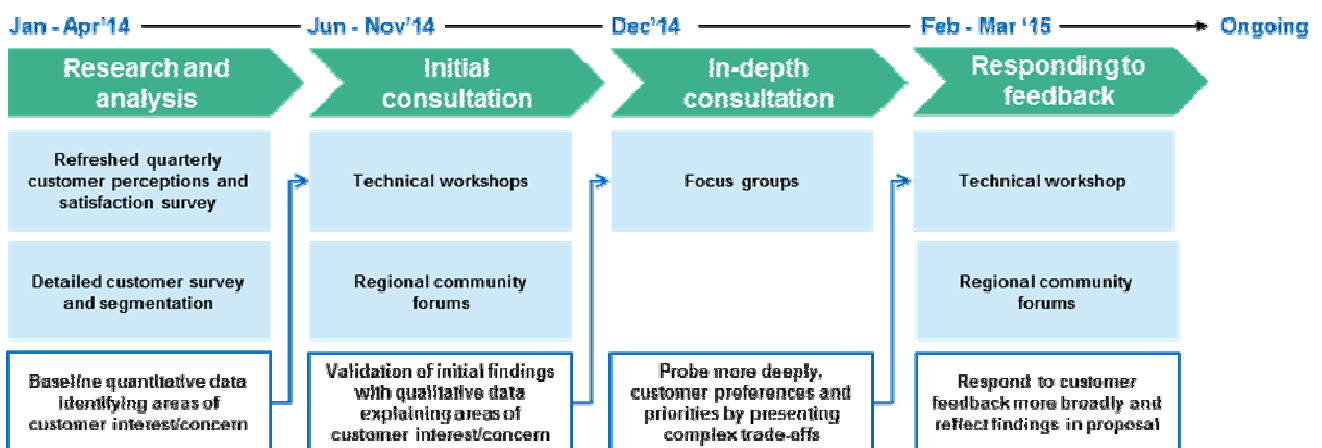 Jan - Apr'14
Jun - Nov'14
Dec'14
Feb - Mar '15
Ongoing
Research and
analysis
Initial
consultation
In-depth
consultation
Responding to
feedback
Refreshed quarterly
customer perceptions and
satisfaction survey
Technical workshops
Focus groups
Technical workshop
Detailed customer survey
and segmentation
Regional community
forums
Regional community
forums
Baseline quantitative data
identifying areas of
customer interest/concern
Validation of initial findings
with qualitative data
explaining areas of
customer interest/concern
Probe more deeply,
customer preferences and
priorities by presenting
complex trade-offs
Respond to customer
feedback more broadly and
reflect findings in proposal